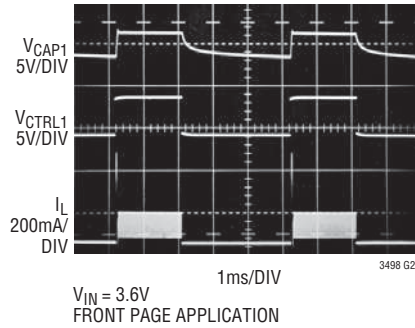 VCAP1
5V/DIV
VCTRL1
5V/DIV
IL
200mA/
DIV
3498 G2
1ms/DIV
VIN = 3.6V
FRONT PAGE APPLICATION